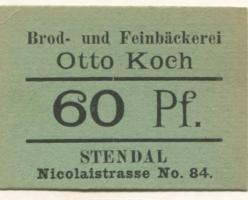 Brod- und Feinbäckerei
Otto Koch
60 Pf.
STENDAL
Nicolaistrasse No. 84.